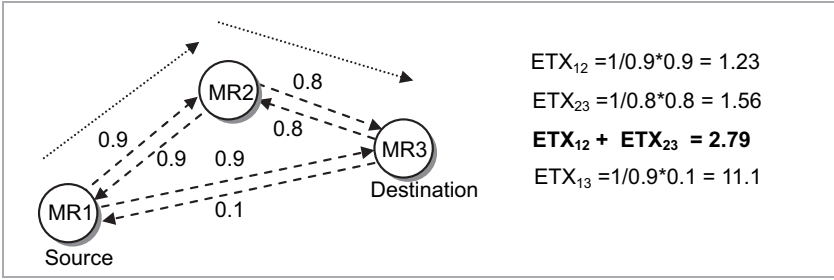 ETX₁₂ =1/0.9*0.9 = 1.23
ETX₂₃ =1/0.8*0.8 = 1.56
ETX₁₂ + ETX₂₃ = 2.79
ETX₁₃ =1/0.9*0.1 = 11.1
MR2
0.8
0.8
0.9
0.9
0.9
MR3
Destination
0.1
MR1
Source